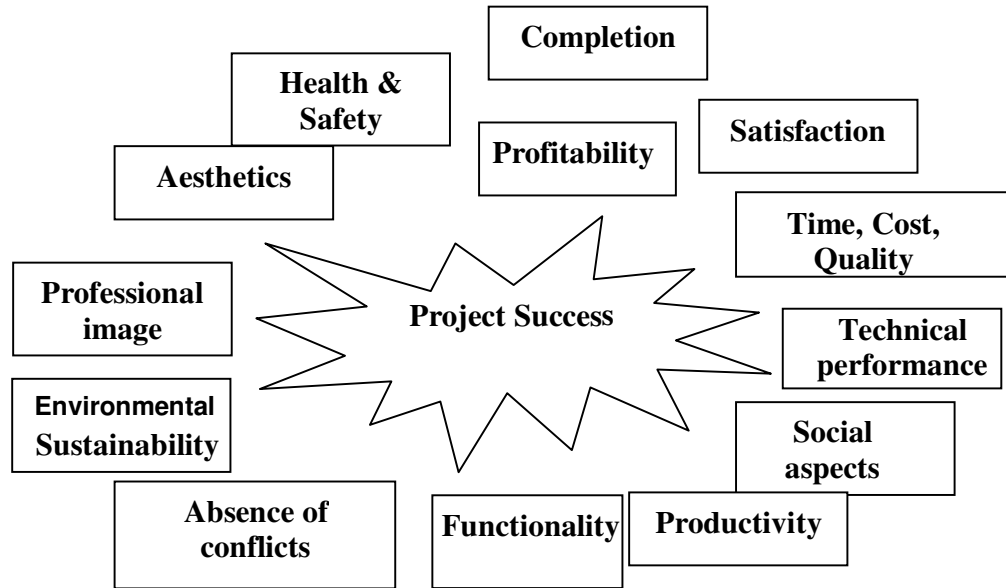 Completion
Health &
Safety
Profitability
Satisfaction
Aesthetics
Time, Cost,
Quality
Professional
image
Project Success
Technical
performance
Environmental
Sustainability
Social
aspects
Absence of
conflicts
Functionality
Productivity